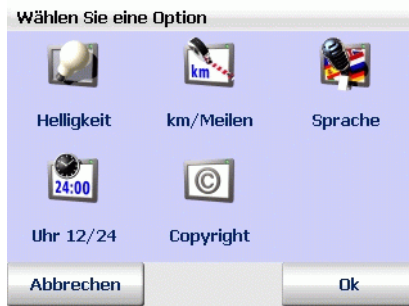 Wählen Sie eine Option
km
Helligkeit km/Meilen Sprache
24:00 ©
Uhr 12/24 Copyright
Abbrechen Ok